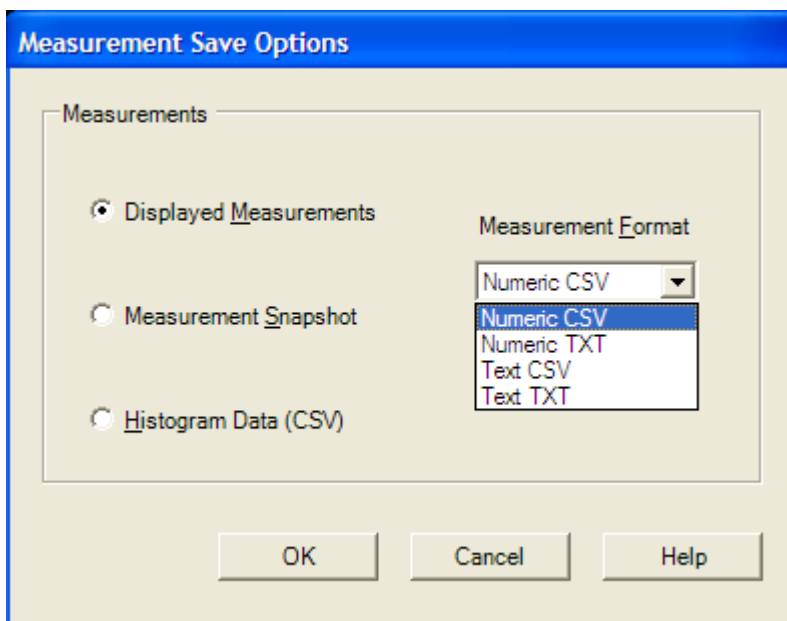 Measurement Save Options
Measurements
Displayed Measurements
Measurement Format
Numeric CSV
Measurement Snapshot
Numeric CSV
Numeric TXT
Text CSV
Text TXT
Histogram Data (CSV)
OK
Cancel
Help